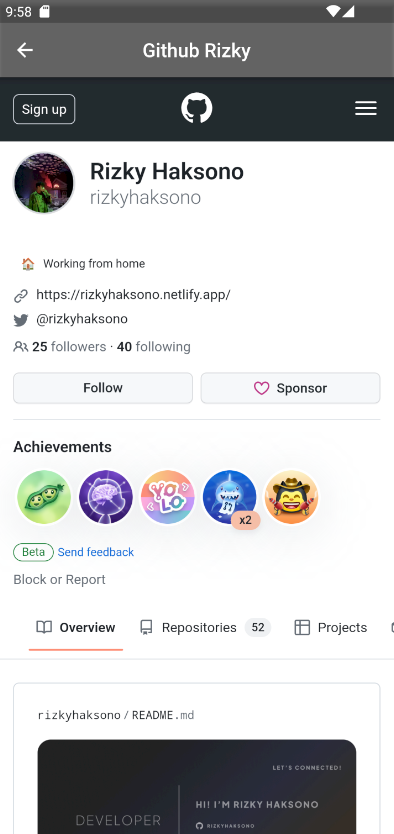 9:58
Github Rizky
Sign up
Rizky Haksono
rizkyhaksono
Working from home
https://rizkyhaksono.netlify.app/
@rizkyhaksono
25 followers · 40 following
Follow
Sponsor
Achievements
YOLO
x2
Beta Send feedback
Block or Report
Overview
Repositories 52
Projects
rizkyhaksono/README.md
LET'S CONNECTED!
HI! I'M RIZKY HAKSONO
DEVELOPER
RIZKYHAKSONO